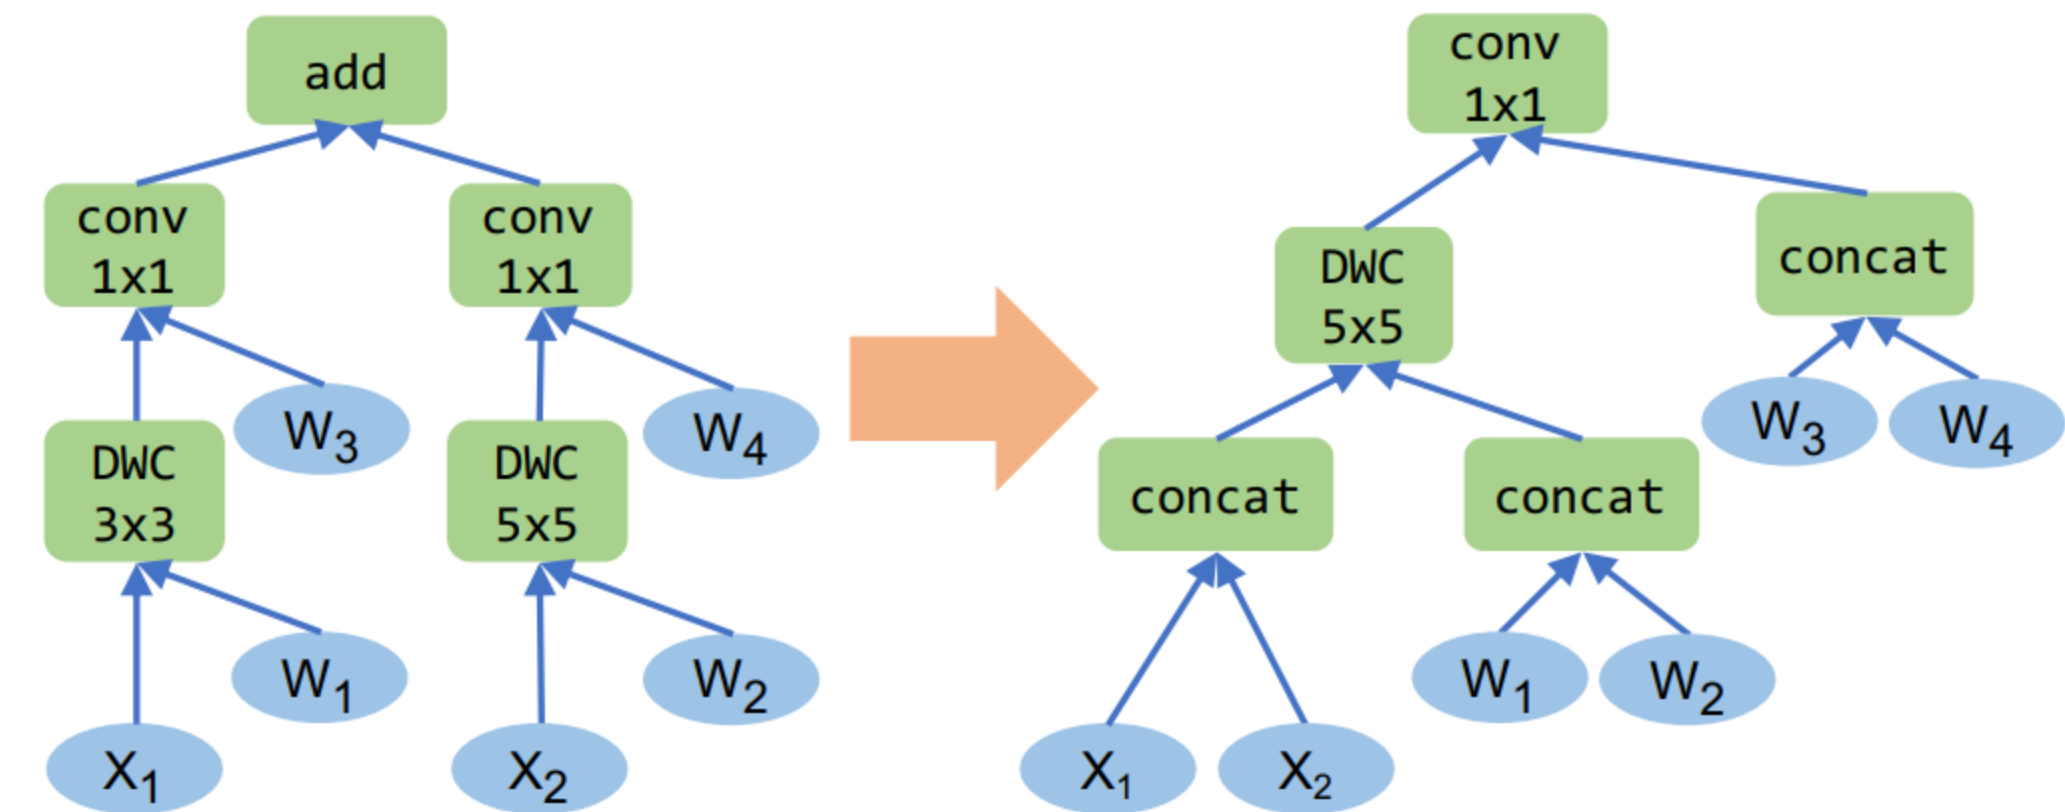 add
conv
1x1
conv
1x1
W3
W4
DWC
3x3
DWC
5x5
W1
W2
X1
X2
conv
1x1
DWC
5x5
concat
W3
W4
concat
concat
W1
W2
X1
X2